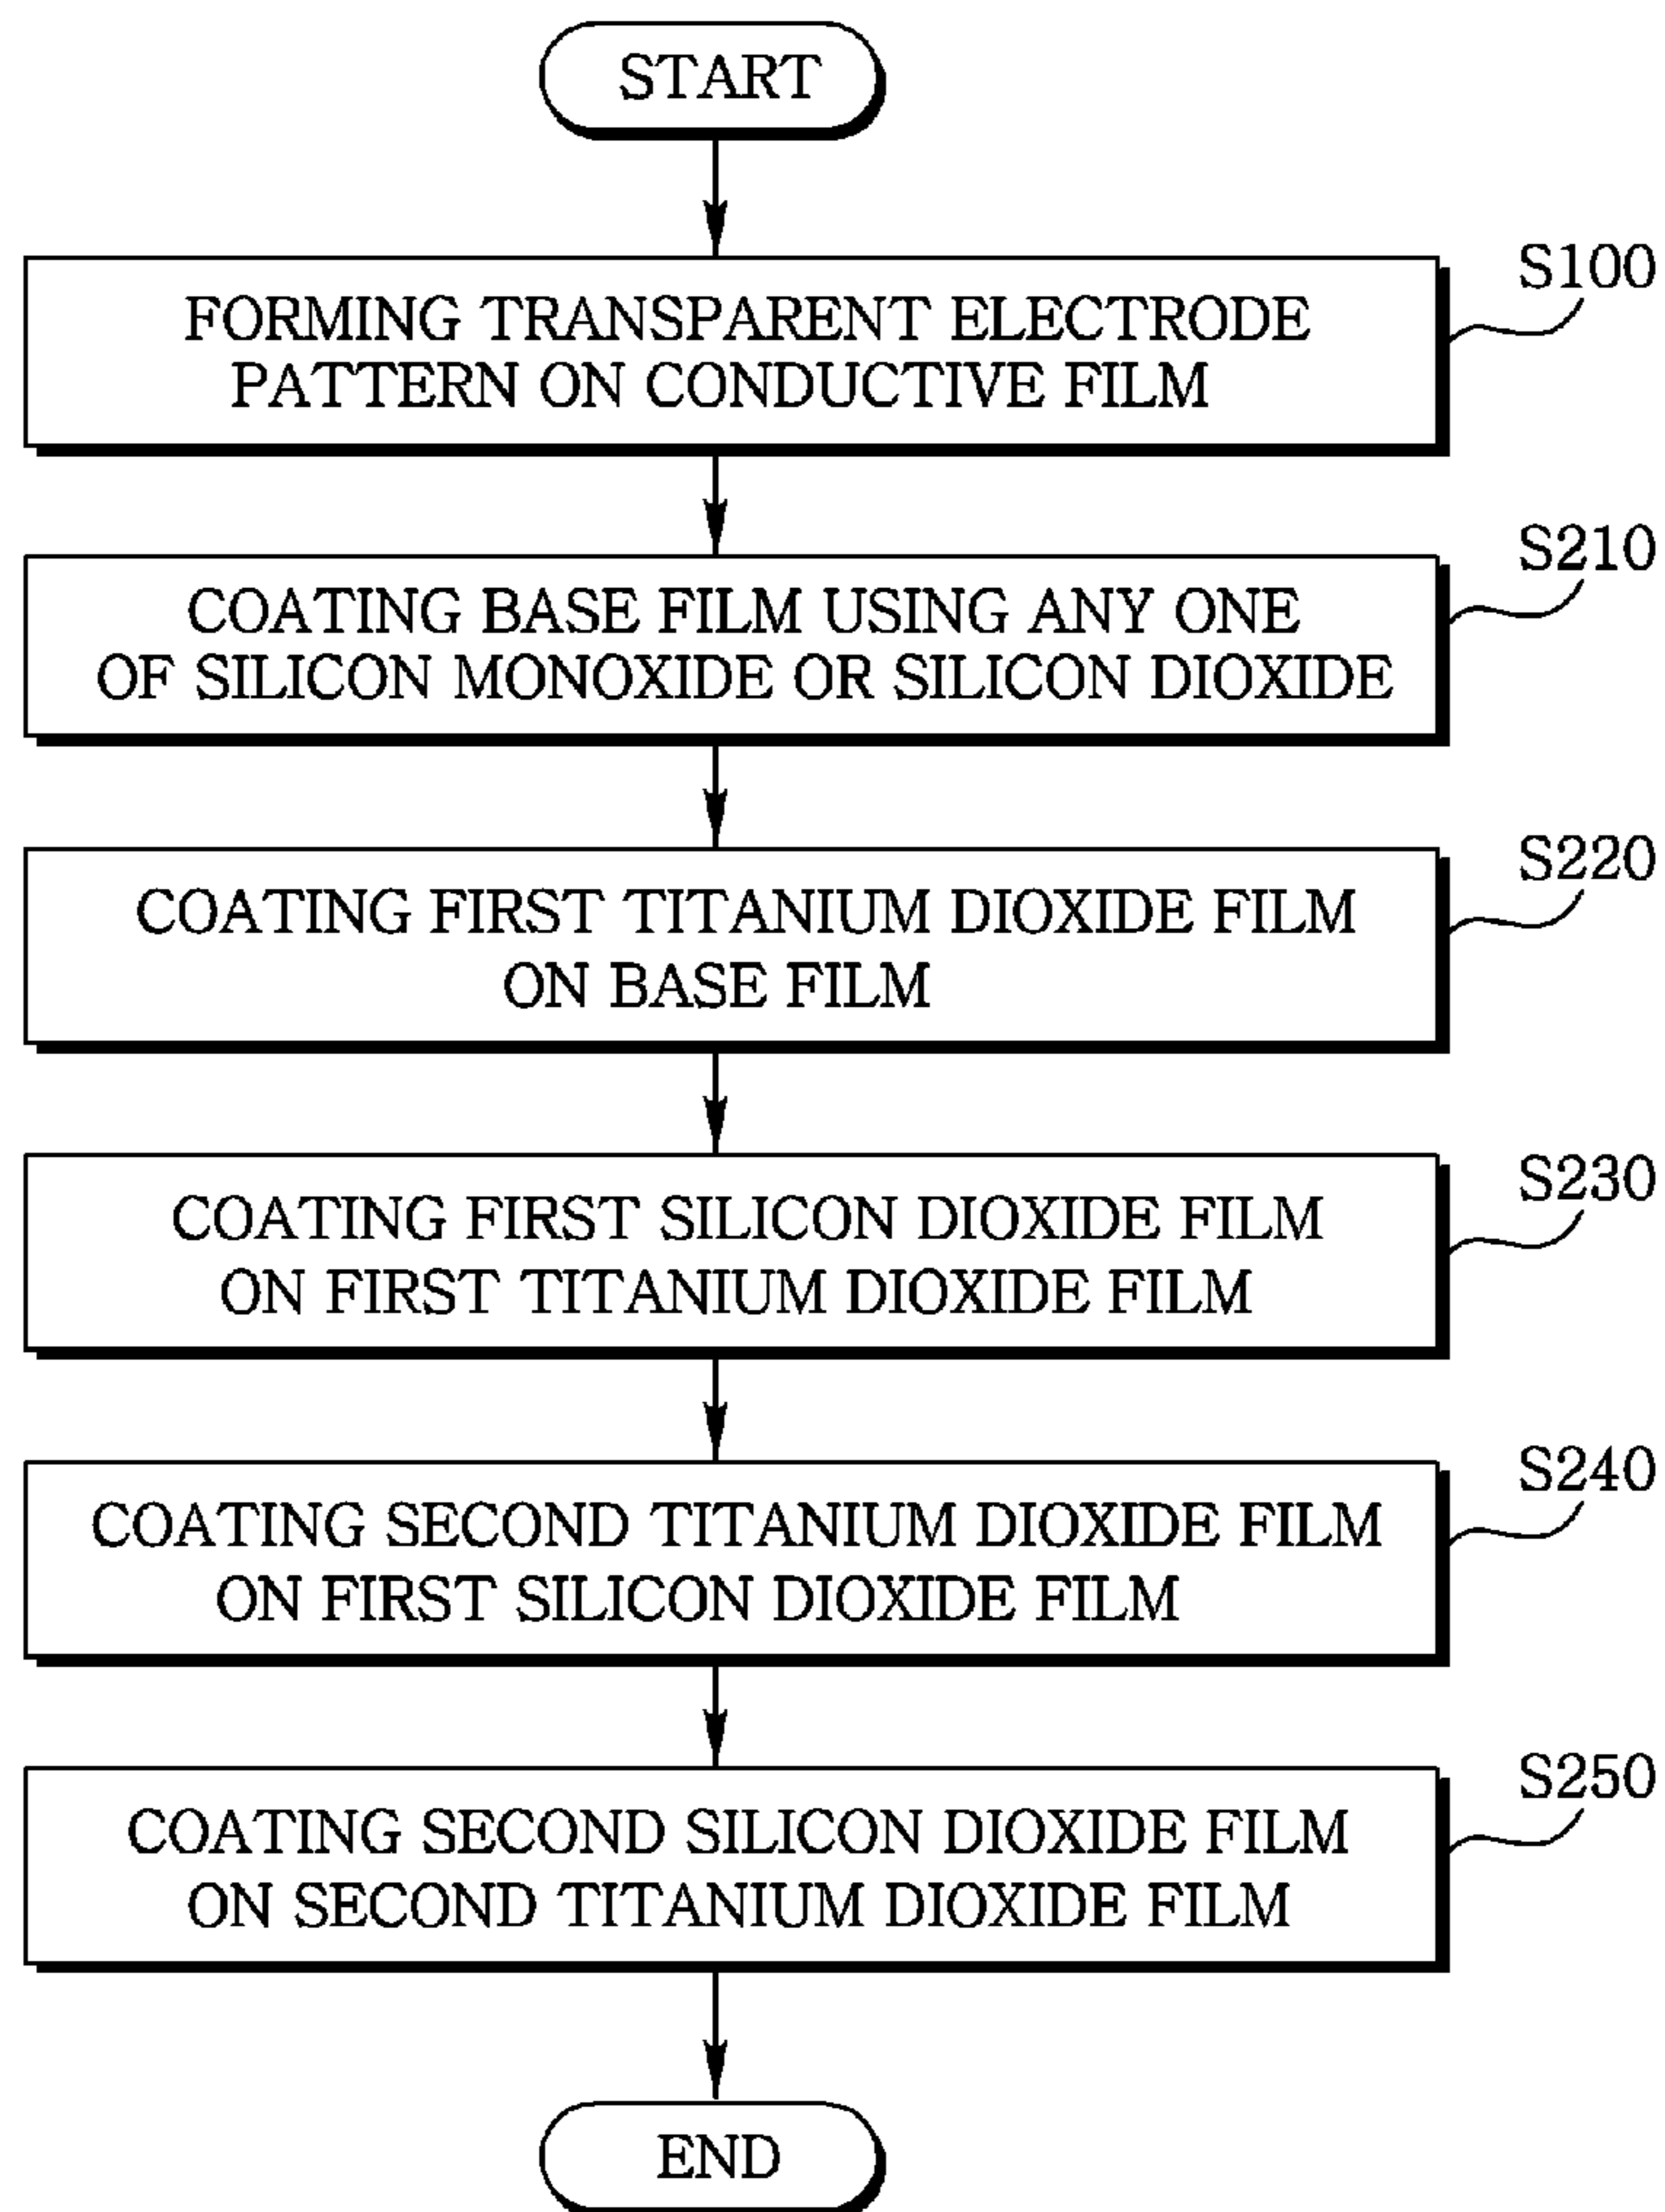 START
S100
FORMING TRANSPARENT ELECTRODE
PATTERN ON CONDUCTIVE FILM
S210
COATING BASE FILM USING ANY ONE
OF SILICON MONOXIDE OR SILICON DIOXIDE
S220
COATING FIRST TITANIUM DIOXIDE FILM
ON BASE FILM
S230
COATING FIRST SILICON DIOXIDE FILM
ON FIRST TITANIUM DIOXIDE FILM
S240
COATING SECOND TITANIUM DIOXIDE FILM
ON FIRST SILICON DIOXIDE FILM
S250
COATING SECOND SILICON DIOXIDE FILM
ON SECOND TITANIUM DIOXIDE FILM
END